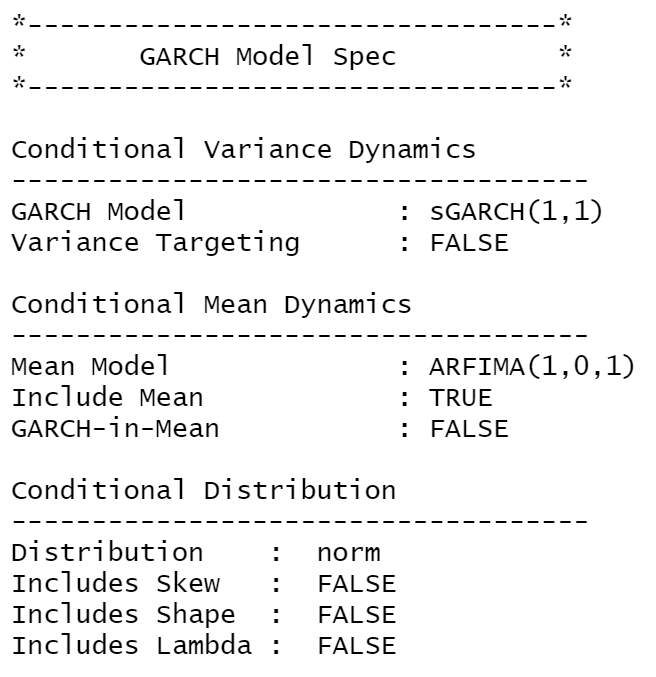 *---------------------------------*
*       GARCH Model Spec          *
*---------------------------------*
Conditional Variance Dynamics
------------------------------------
GARCH Model             : sGARCH(1,1)
Variance Targeting      : FALSE
Conditional Mean Dynamics
------------------------------------
Mean Model              : ARFIMA(1,0,1)
Include Mean            : TRUE
GARCH-in-Mean           : FALSE
Conditional Distribution
------------------------------------
Distribution    :  norm
Includes Skew   :  FALSE
Includes Shape  :  FALSE
Includes Lambda :  FALSE